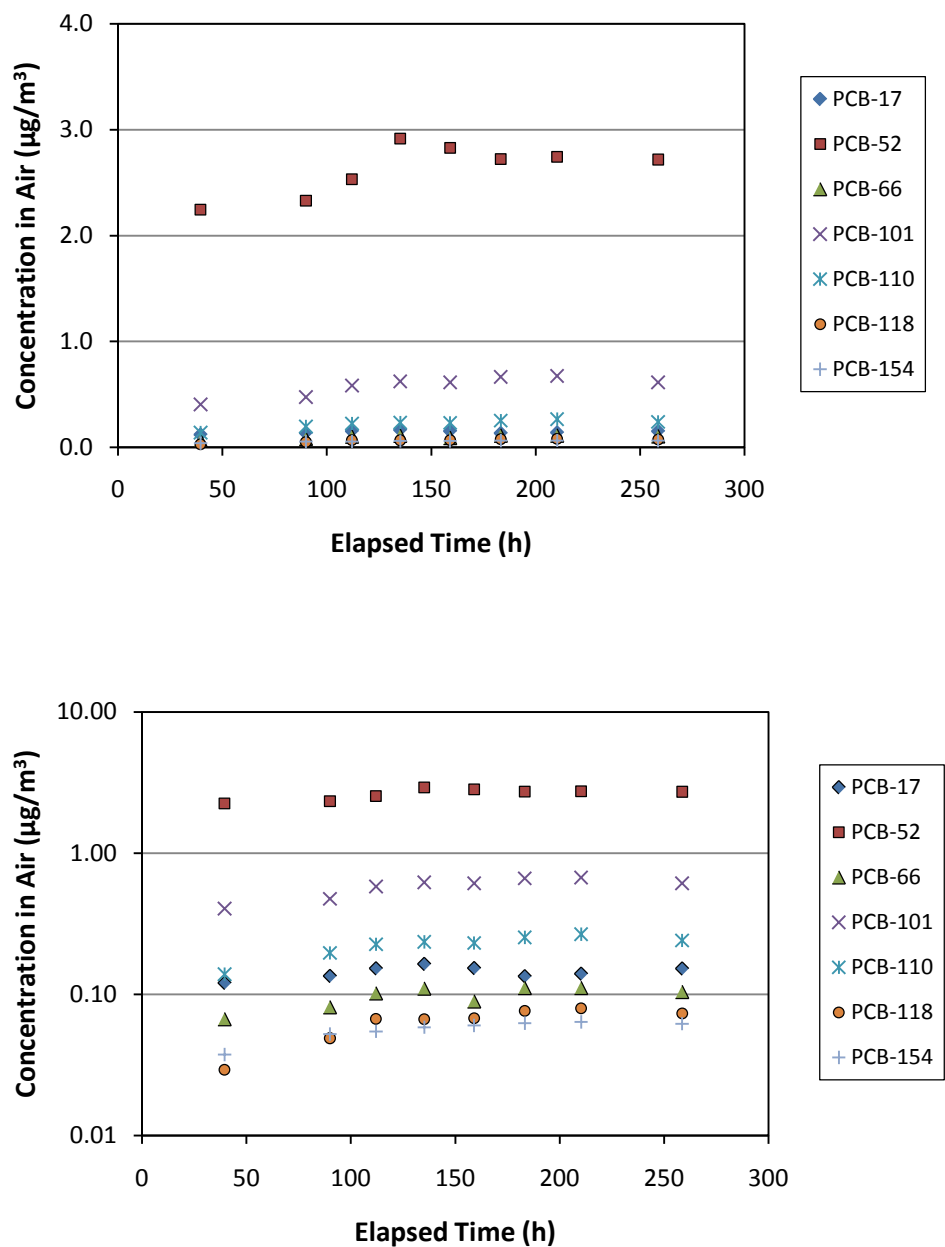 4.0
3.0
2.0
1.0
0.0
Concentration in Air (µg/m³)
0 50 100 150 200 250 300
Elapsed Time (h)
PCB-17
PCB-52
PCB-66
PCB-101
PCB-110
PCB-118
PCB-154
10.00
1.00
0.10
0.01
Concentration in Air (µg/m³)
0 50 100 150 200 250 300
Elapsed Time (h)
PCB-17
PCB-52
PCB-66
PCB-101
PCB-110
PCB-118
PCB-154